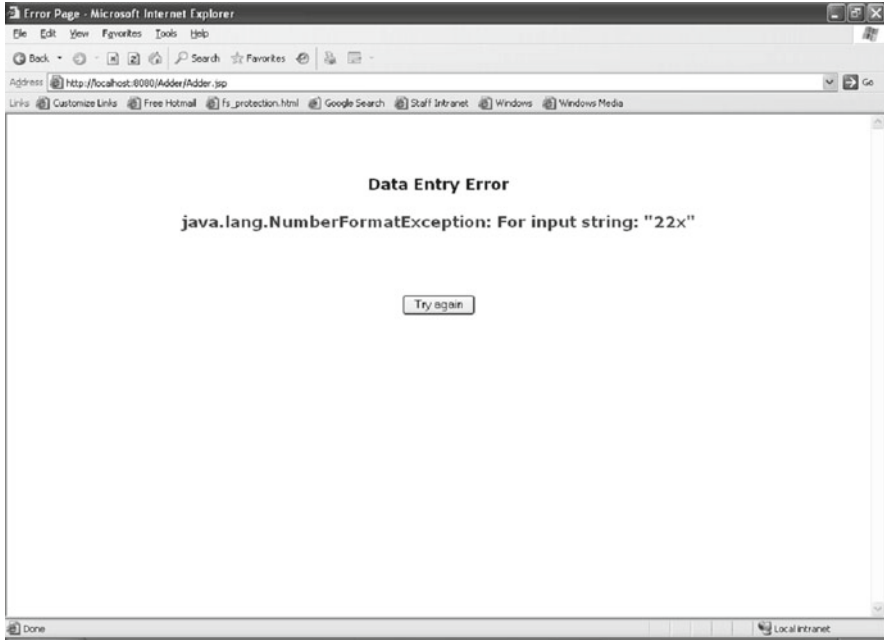 Error Page - Microsoft Internet Explorer
File Edit View Favorites Tools Help
Back Search Favorites
Address http://localhost:8080/Adder/Adder.jsp Go
Links Customize Links Free Hotmail fs_protection.html Google Search Staff Intranet Windows Windows Media
Data Entry Error
java.lang.NumberFormatException: For input string: "22x"
Try again
Done Local intranet